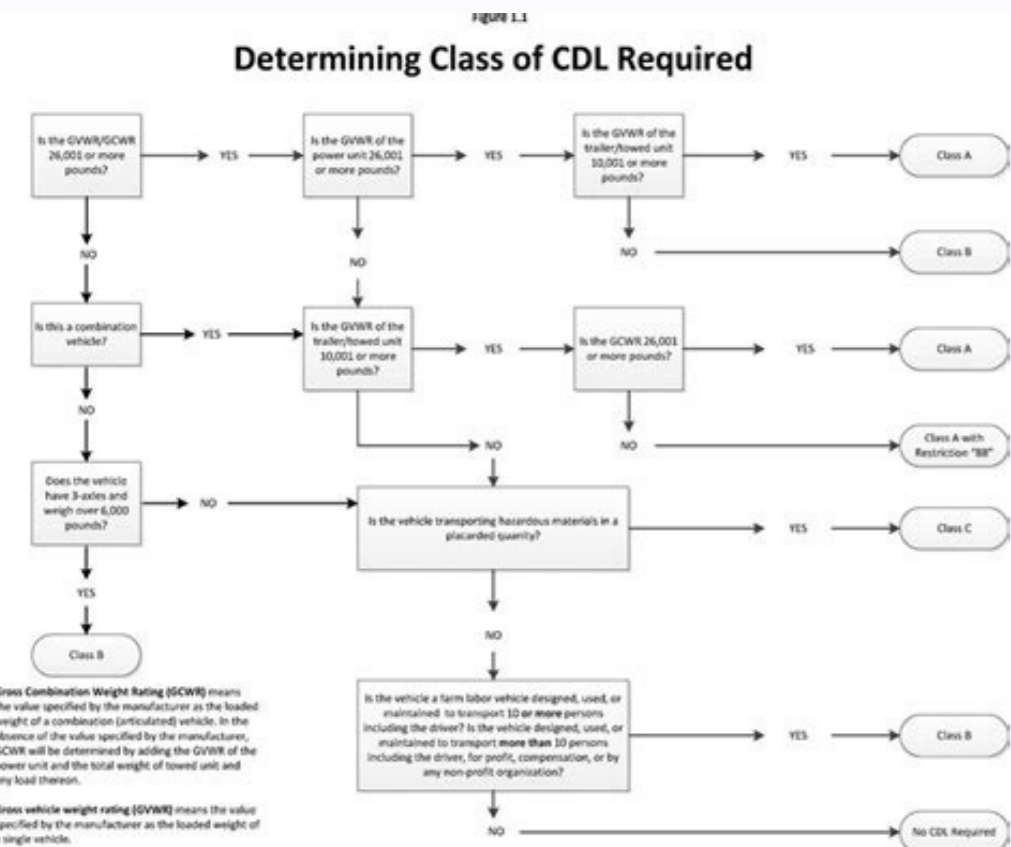 Figure 1.1
Determining Class of CDL Required
Is the GVWR/GCWR
26,001 or more
pounds?
YES
Is the GVWR of the
power unit 26,001
or more pounds?
YES
Is the GVWR of the
trailer/towed unit
10,001 or more
pounds?
YES
Class A
NO
NO
NO
Class B
Is this a combination
vehicle?
YES
Is the GVWR of the
trailer/towed unit
10,001 or more
pounds?
YES
Is the GCWR 26,001
or more pounds?
YES
Class A
NO
NO
NO
Class A with
Restriction "88"
Does the vehicle
have 3-axles and
weigh over 6,000
pounds?
NO
Is the vehicle transporting hazardous materials in a
placarded quanity?
YES
Class C
YES
NO
Class B
Gross Combination Weight Rating (GCWR) means
the value specified by the manufacturer as the loaded
weight of a combination (articulated) vehicle. In the
absence of the value specified by the manufacturer,
GCWR will be determined by adding the GVWR of the
power unit and the total weight of towed unit and
any load thereon.
Gross vehicle weight rating (GVWR) means the value
specified by the manufacturer as the loaded weight of
a single vehicle.
Is the vehicle a farm labor vehicle designed, used, or
maintained to transport 10 or more persons
including the driver? Is the vehicle designed, used, or
maintained to transport more than 10 persons
including the driver, for profit, compensation, or by
any non-profit organization?
YES
Class B
NO
No CDL Required